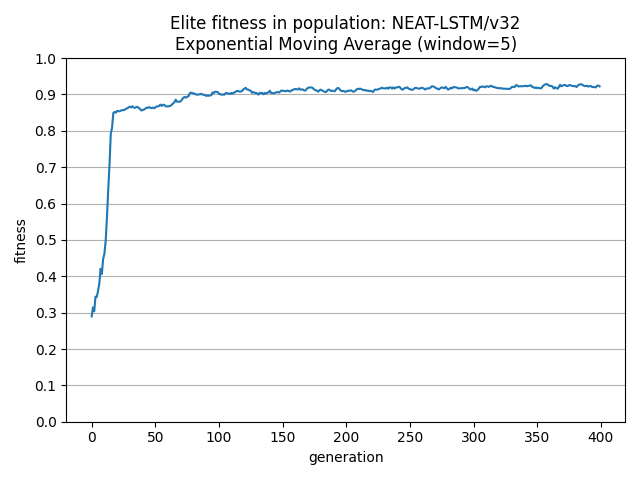 Elite fitness in population: NEAT-LSTM/v32
Exponential Moving Average (window=5)
1.0
0.9
0.8
0.7
0.6
0.5
0.4
0.3
0.2
0.1
0.0
fitness
0 50 100 150 200 250 300 350 400
generation